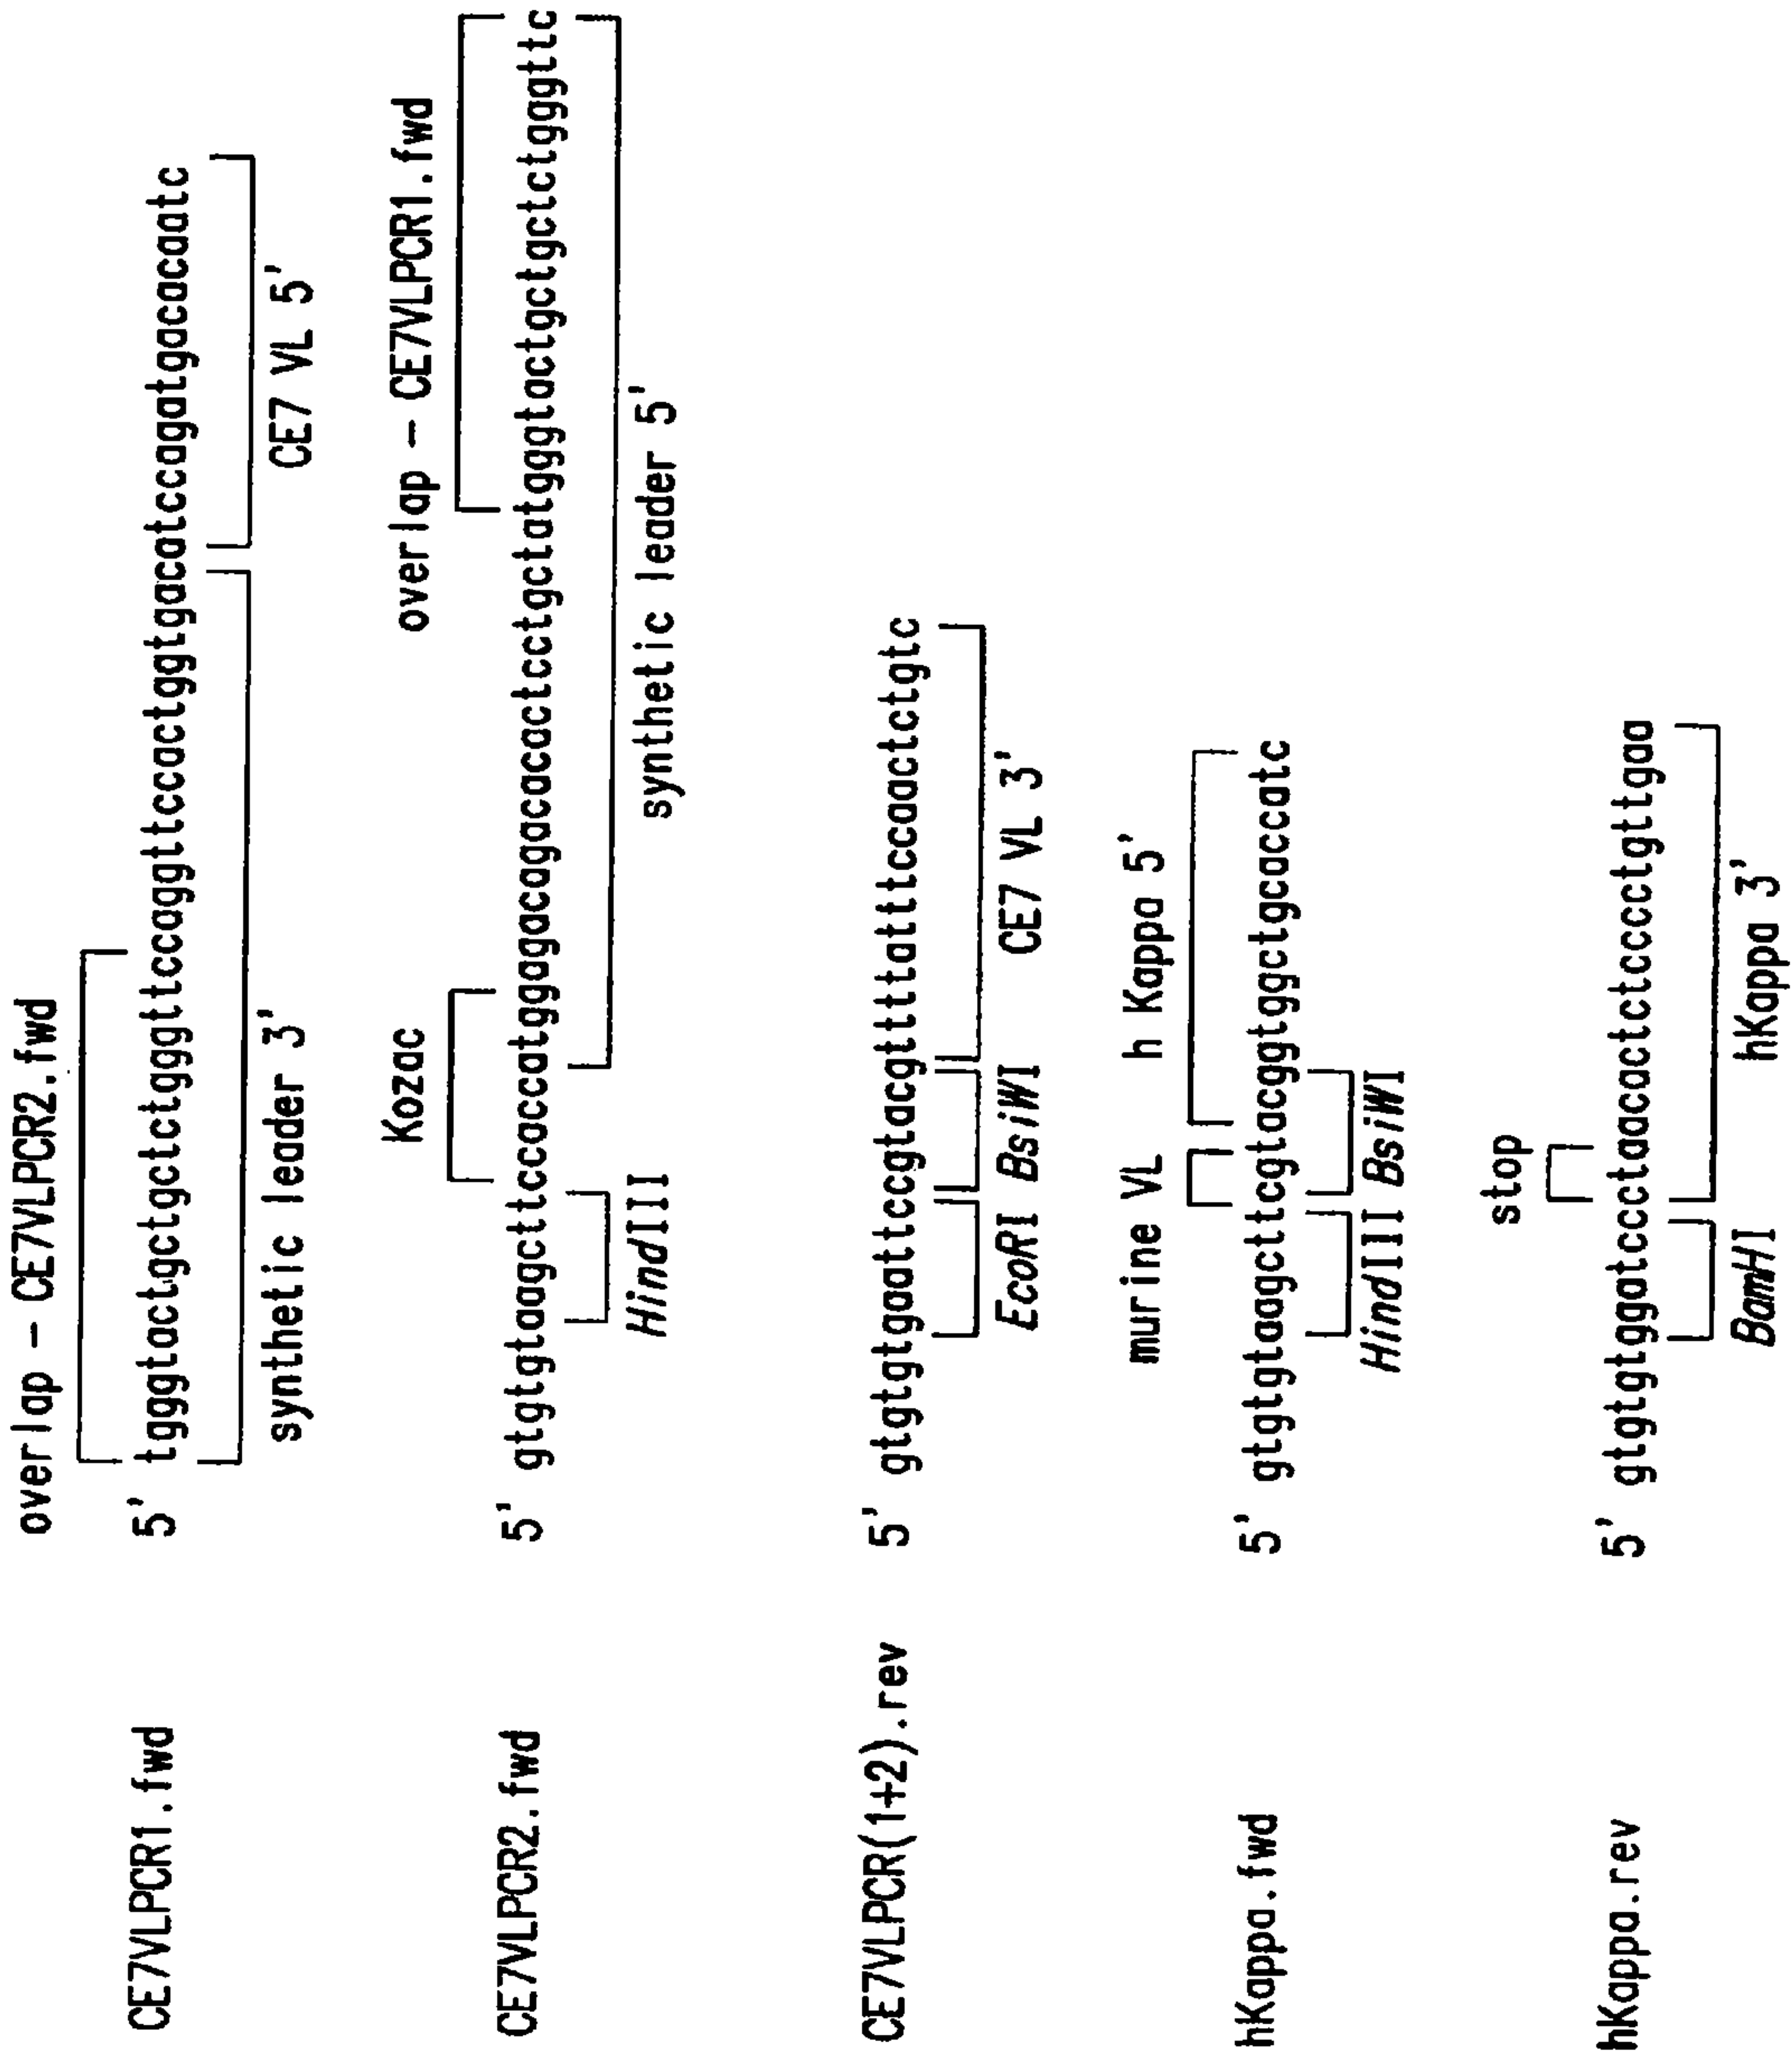 overlap – CE7VLPCR2.fwd
CE7VLPCR1.fwd 5' tgggtactgctgctctgggttccaggttccactggtgacatccagatgacacaatc
synthetic leader 3' CE7 VL 5'
Kozac overlap – CE7VLPCR1.fwd
CE7VLPCR2.fwd 5' gtgtgtaagcttccaccatggagacagacacactcctgctatgggtactgctgctctgggttc
HindIII synthetic leader 5'
CE7VLPCR(1+2).rev 5' gtgtgtgaattccgtacgttttatttccaactctgtc
EcoRI BsiWI CE7 VL 3'
murine VL h Kappa 5'
hKappa.fwd 5' gtgtgtaagcttcgtacggtggctgcaccatc
HindIII BsiWI
stop
hKappa.rev 5' gtgtgtggatccctaacactctcccctgttgaa
BamHI hKappa 3'